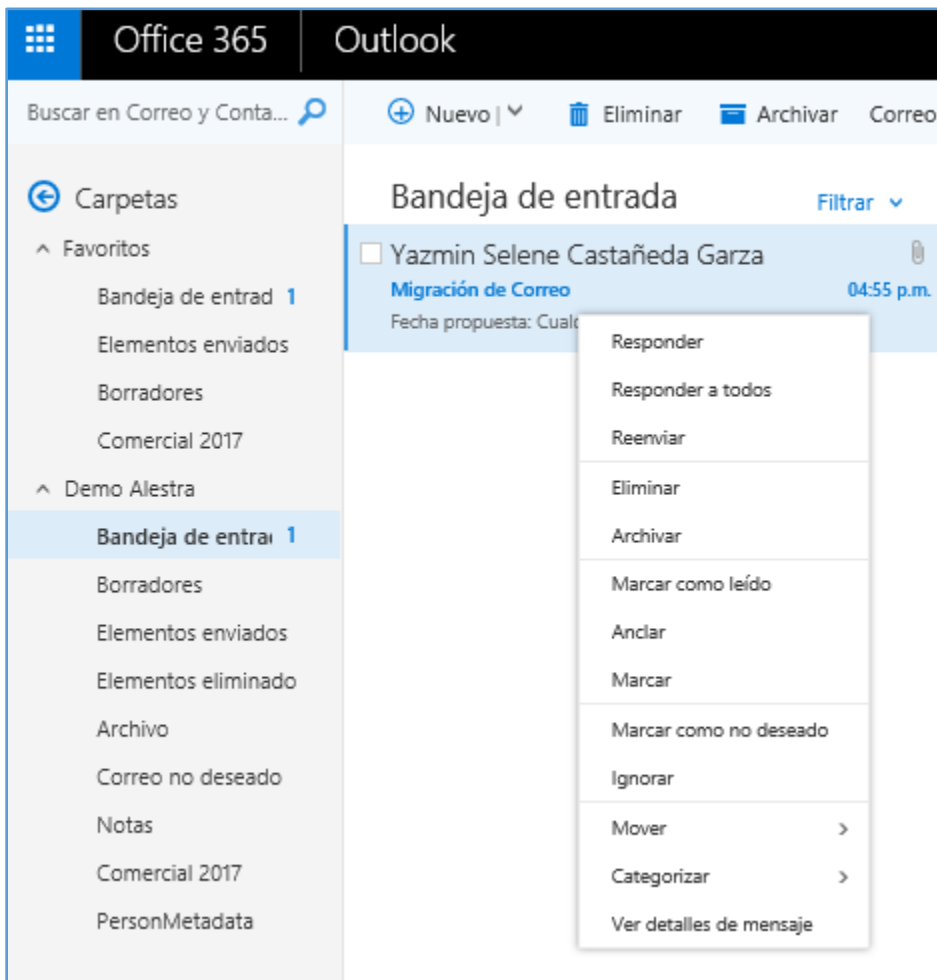 Office 365
Outlook
Buscar en Correo y Conta...
Nuevo
Eliminar
Archivar
Correo
Carpetas
Favoritos
Bandeja de entrad 1
Elementos enviados
Borradores
Comercial 2017
Demo Alestra
Bandeja de entra 1
Borradores
Elementos enviados
Elementos eliminado
Archivo
Correo no deseado
Notas
Comercial 2017
PersonMetadata
Bandeja de entrada
Filtrar
Yazmin Selene Castañeda Garza
Migración de Correo
04:55 p.m.
Fecha propuesta:
Responder
Responder a todos
Reenviar
Eliminar
Archivar
Marcar como leído
Anclar
Marcar
Marcar como no deseado
Ignorar
Mover
Categorizar
Ver detalles de mensaje